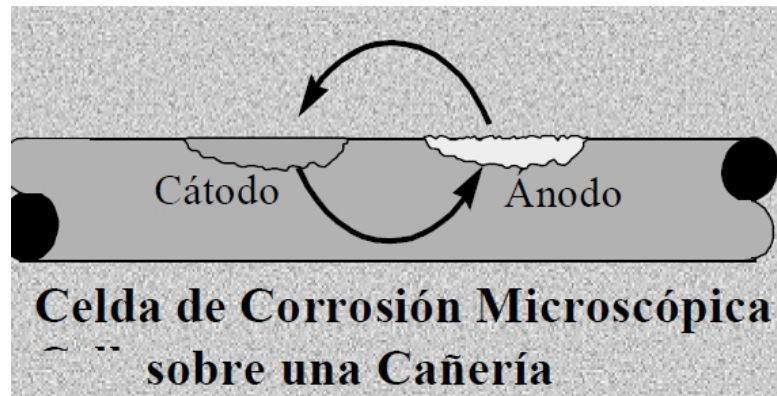 Cátodo
Ánodo
Celda de Corrosión Microscópica
sobre una Cañería